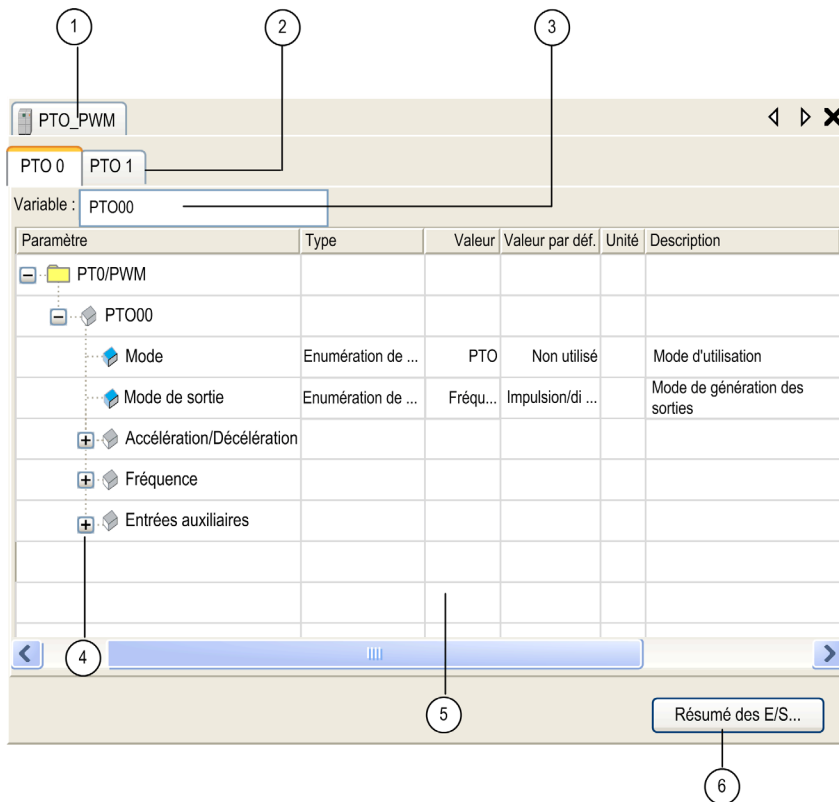 1 2 3
PTO_PWM
PTO 0 PTO 1
Variable : PTO00
Paramètre Type Valeur Valeur par déf. Unité Description
PT0/PWM
PTO00
Mode Enumération de ... PTO Non utilisé Mode d'utilisation
Mode de sortie Enumération de ... Fréqu... Impulsion/di ... Mode de génération des
sorties
Accélération/Décélération
Fréquence
Entrées auxiliaires
4
5
Résumé des E/S...
6